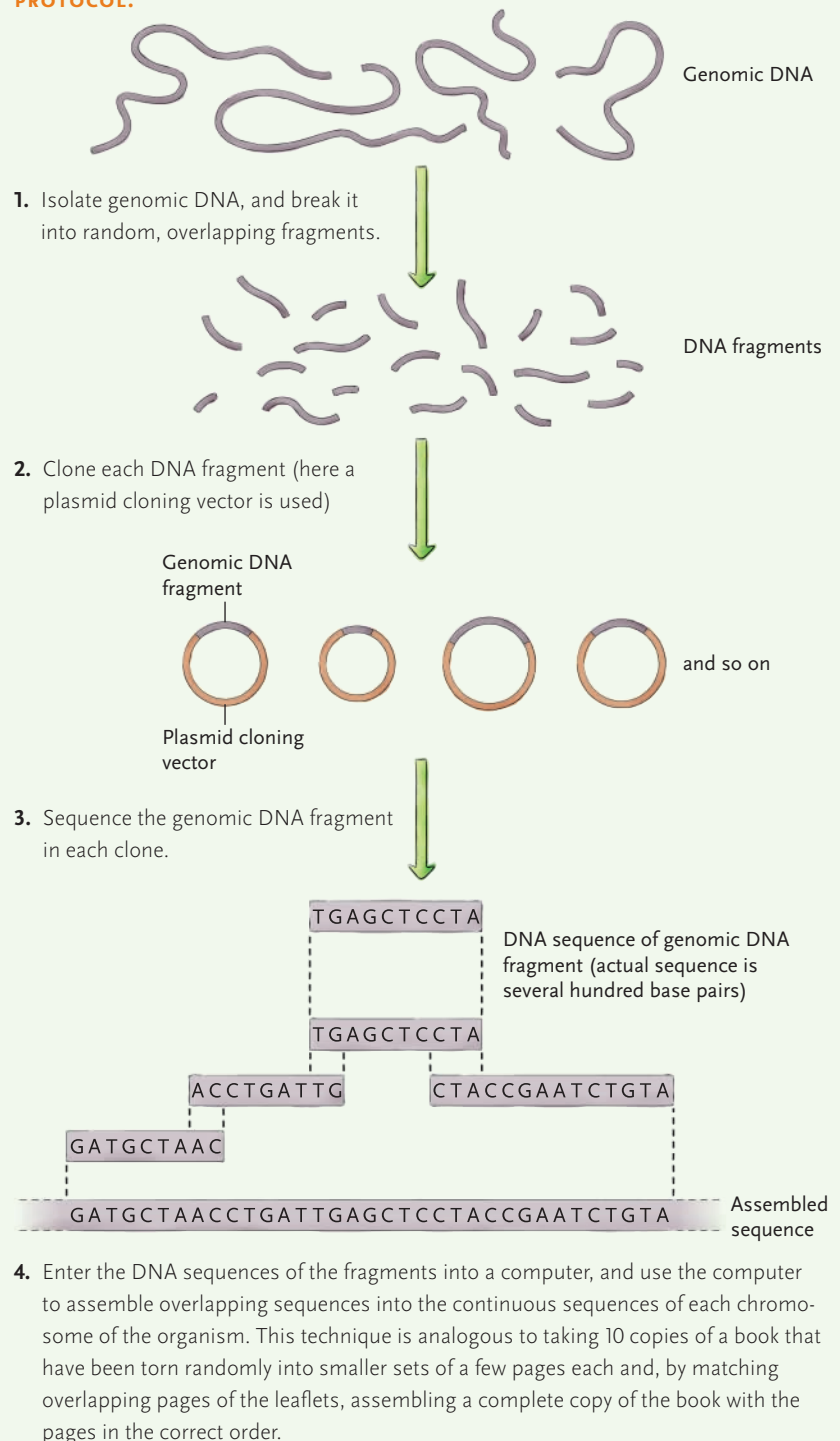 PROTOCOL:
Genomic DNA
1. Isolate genomic DNA, and break it
into random, overlapping fragments.
DNA fragments
2. Clone each DNA fragment (here a
plasmid cloning vector is used)
Genomic DNA
fragment
and so on
Plasmid cloning
vector
3. Sequence the genomic DNA fragment
in each clone.
TGAGCTCCTA
DNA sequence of genomic DNA
fragment (actual sequence is
several hundred base pairs)
TGAGCTCCTA
ACCTGATTG
CTACCGAATCTGTA
GATGCTAAC
GATGCTAACCTGATTGAGCTCCTACCGAATCTGTA
Assembled
sequence
4. Enter the DNA sequences of the fragments into a computer, and use the computer
to assemble overlapping sequences into the continuous sequences of each chromo-
some of the organism. This technique is analogous to taking 10 copies of a book that
have been torn randomly into smaller sets of a few pages each and, by matching
overlapping pages of the leaflets, assembling a complete copy of the book with the
pages in the correct order.